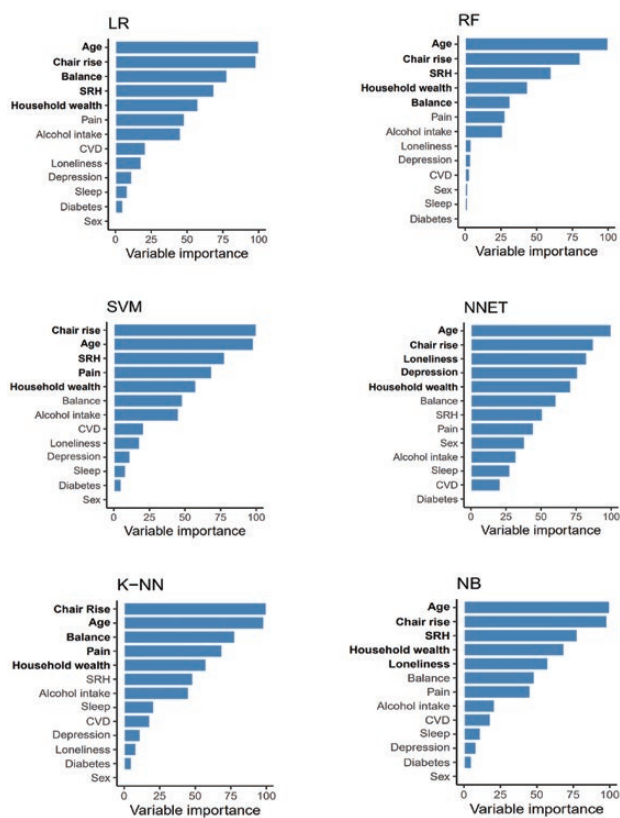 LR
Age
Chair rise
Balance
SRH
Household wealth
Pain
Alcohol intake
CVD
Loneliness
Depression
Sleep
Diabetes
Sex
0 25 50 75 100
Variable importance
RF
Age
Chair rise
SRH
Household wealth
Balance
Pain
Alcohol intake
Loneliness
Depression
CVD
Sex
Sleep
Diabetes
0 25 50 75 100
Variable importance
SVM
Chair rise
Age
SRH
Pain
Household wealth
Balance
Alcohol intake
CVD
Loneliness
Depression
Sleep
Diabetes
Sex
0 25 50 75 100
Variable importance
NNET
Age
Chair rise
Loneliness
Depression
Household wealth
Balance
SRH
Pain
Sex
Alcohol intake
Sleep
CVD
Diabetes
0 25 50 75 100
Variable importance
K−NN
Chair Rise
Age
Balance
Pain
Household wealth
SRH
Alcohol intake
Sleep
CVD
Depression
Loneliness
Diabetes
Sex
0 25 50 75 100
Variable importance
NB
Age
Chair rise
SRH
Household wealth
Loneliness
Balance
Pain
Alcohol intake
CVD
Sleep
Depression
Diabetes
Sex
0 25 50 75 100
Variable importance